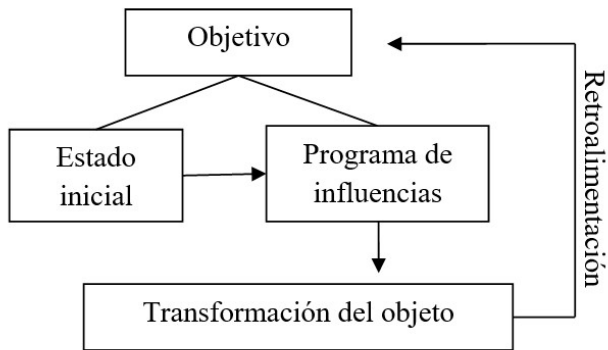 Objetivo
Estado
inicial
Programa de
influencias
Transformación del objeto
Retroalimentación